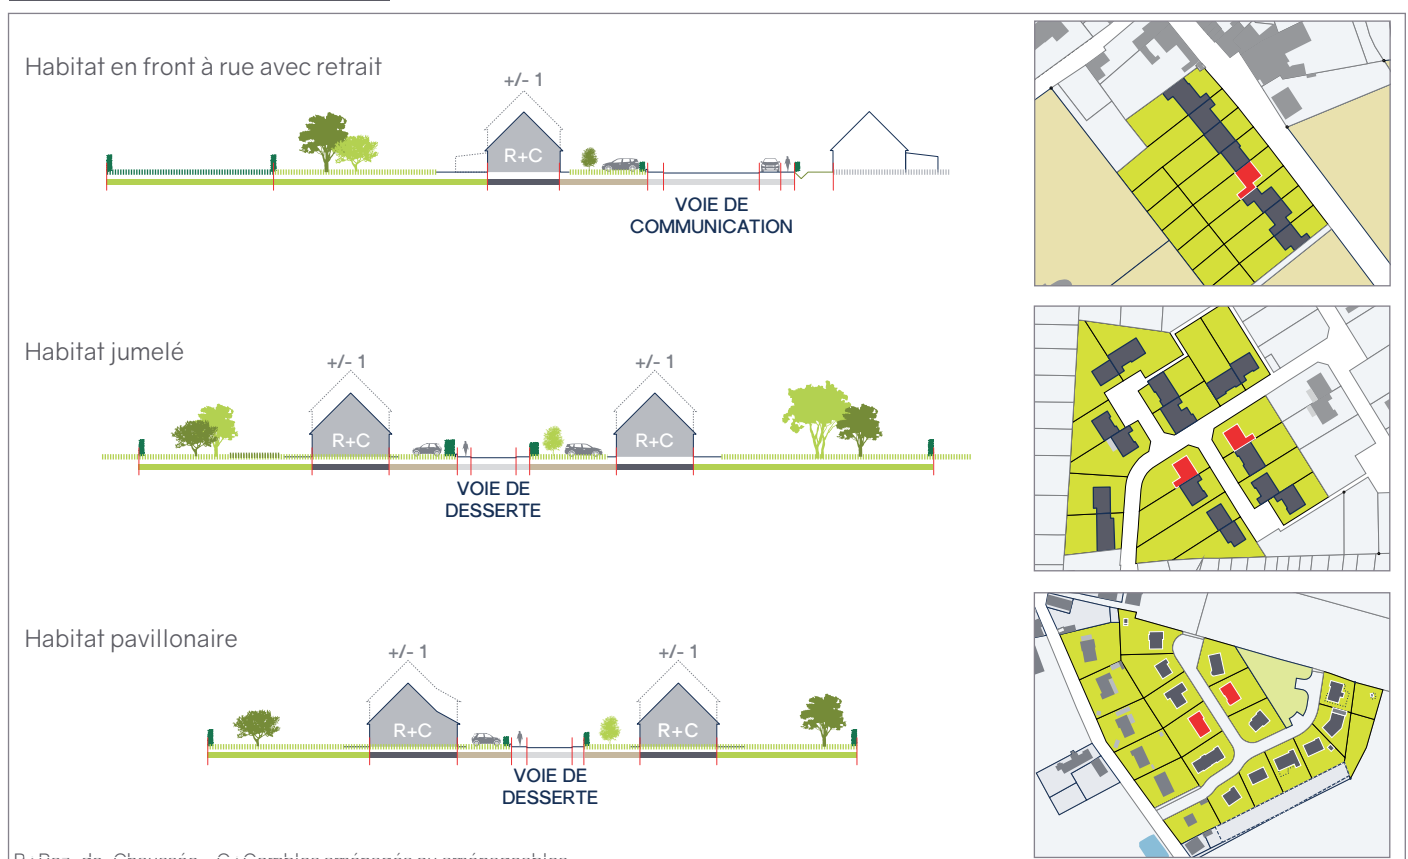 Habitat en front à rue avec retrait
+/- 1
R+C
VOIE DE
COMMUNICATION
Habitat jumelé
+/- 1
+/- 1
R+C
R+C
VOIE DE
DESSERTE
Habitat pavillonaire
+/- 1
+/- 1
R+C
R+C
VOIE DE
DESSERTE